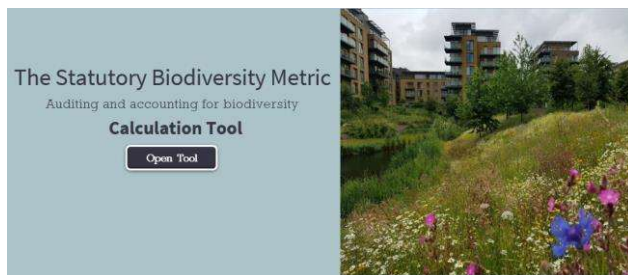 The Statutory Biodiversity Metric
Auditing and accounting for biodiversity
Calculation Tool
Open Tool